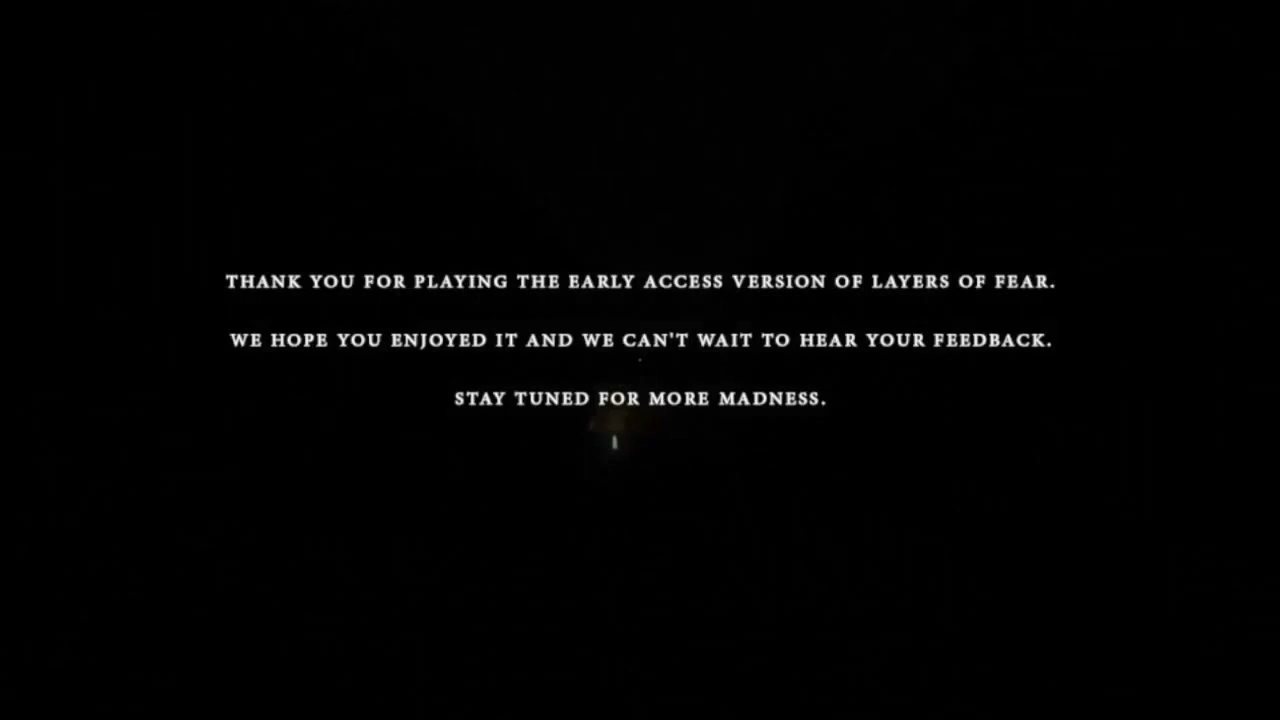 THANK YOU FOR PLAYING THE EARLY ACCESS VERSION OF LAYERS OF FEAR.
WE HOPE YOU ENJOYED IT AND WE CAN'T WAIT TO HEAR YOUR FEEDBACK.
STAY TUNED FOR MORE MADNESS.